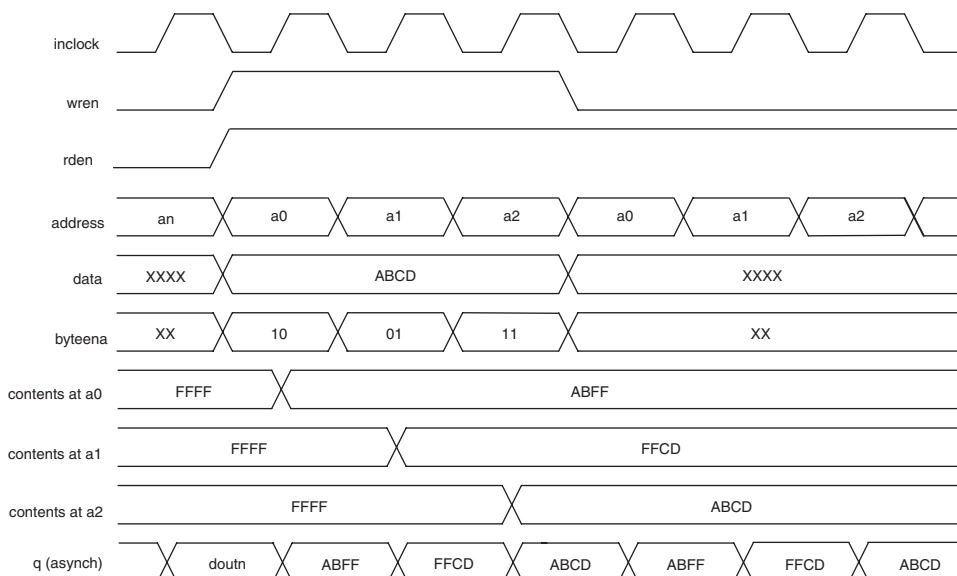 inclock
wren
rden
address an a0 a1 a2 a0 a1 a2
data XXXX ABCD XXXX
byteena XX 10 01 11 XX
contents at a0 FFFF ABFF
contents at a1 FFFF FFCD
contents at a2 FFFF ABCD
q (asynch) doutn ABFF FFCD ABCD ABFF FFCD ABCD